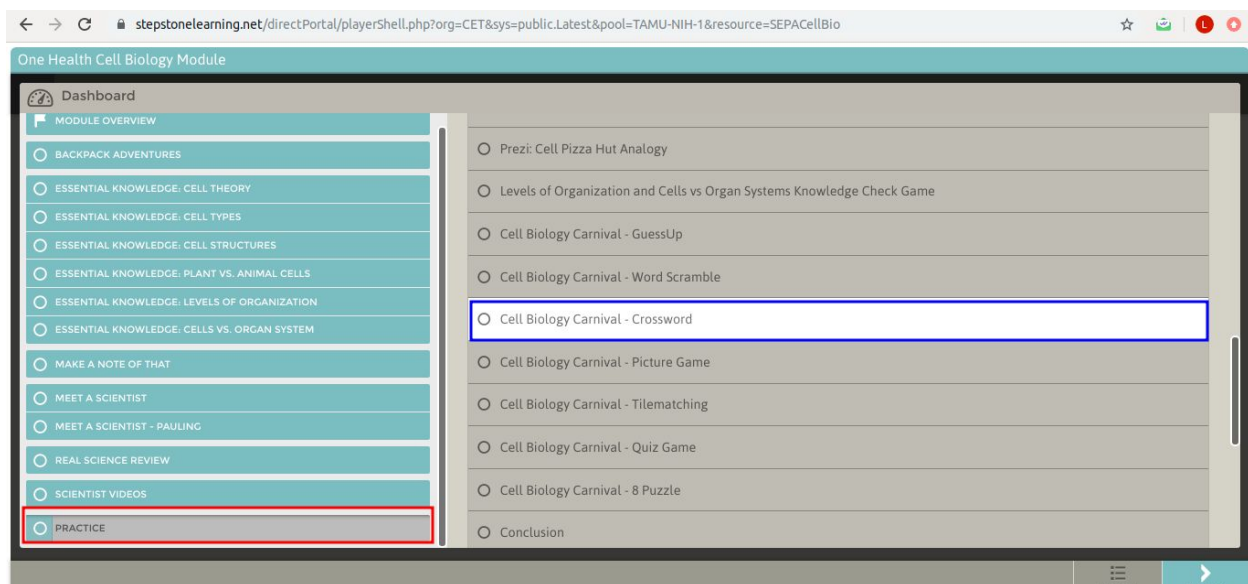 stepstonelearning.net/directPortal/playerShell.php?org=CET&sys=public.Latest&pool=TAMU-NIH-1&resource=SEPACellBio
L
One Health Cell Biology Module
Dashboard
MODULE OVERVIEW
BACKPACK ADVENTURES
ESSENTIAL KNOWLEDGE: CELL THEORY
ESSENTIAL KNOWLEDGE: CELL TYPES
ESSENTIAL KNOWLEDGE: CELL STRUCTURES
ESSENTIAL KNOWLEDGE: PLANT VS. ANIMAL CELLS
ESSENTIAL KNOWLEDGE: LEVELS OF ORGANIZATION
ESSENTIAL KNOWLEDGE: CELLS VS. ORGAN SYSTEM
MAKE A NOTE OF THAT
MEET A SCIENTIST
MEET A SCIENTIST - PAULING
REAL SCIENCE REVIEW
SCIENTIST VIDEOS
PRACTICE
Prezi: Cell Pizza Hut Analogy
Levels of Organization and Cells vs Organ Systems Knowledge Check Game
Cell Biology Carnival - GuessUp
Cell Biology Carnival - Word Scramble
Cell Biology Carnival - Crossword
Cell Biology Carnival - Picture Game
Cell Biology Carnival - Tilematching
Cell Biology Carnival - Quiz Game
Cell Biology Carnival - 8 Puzzle
Conclusion